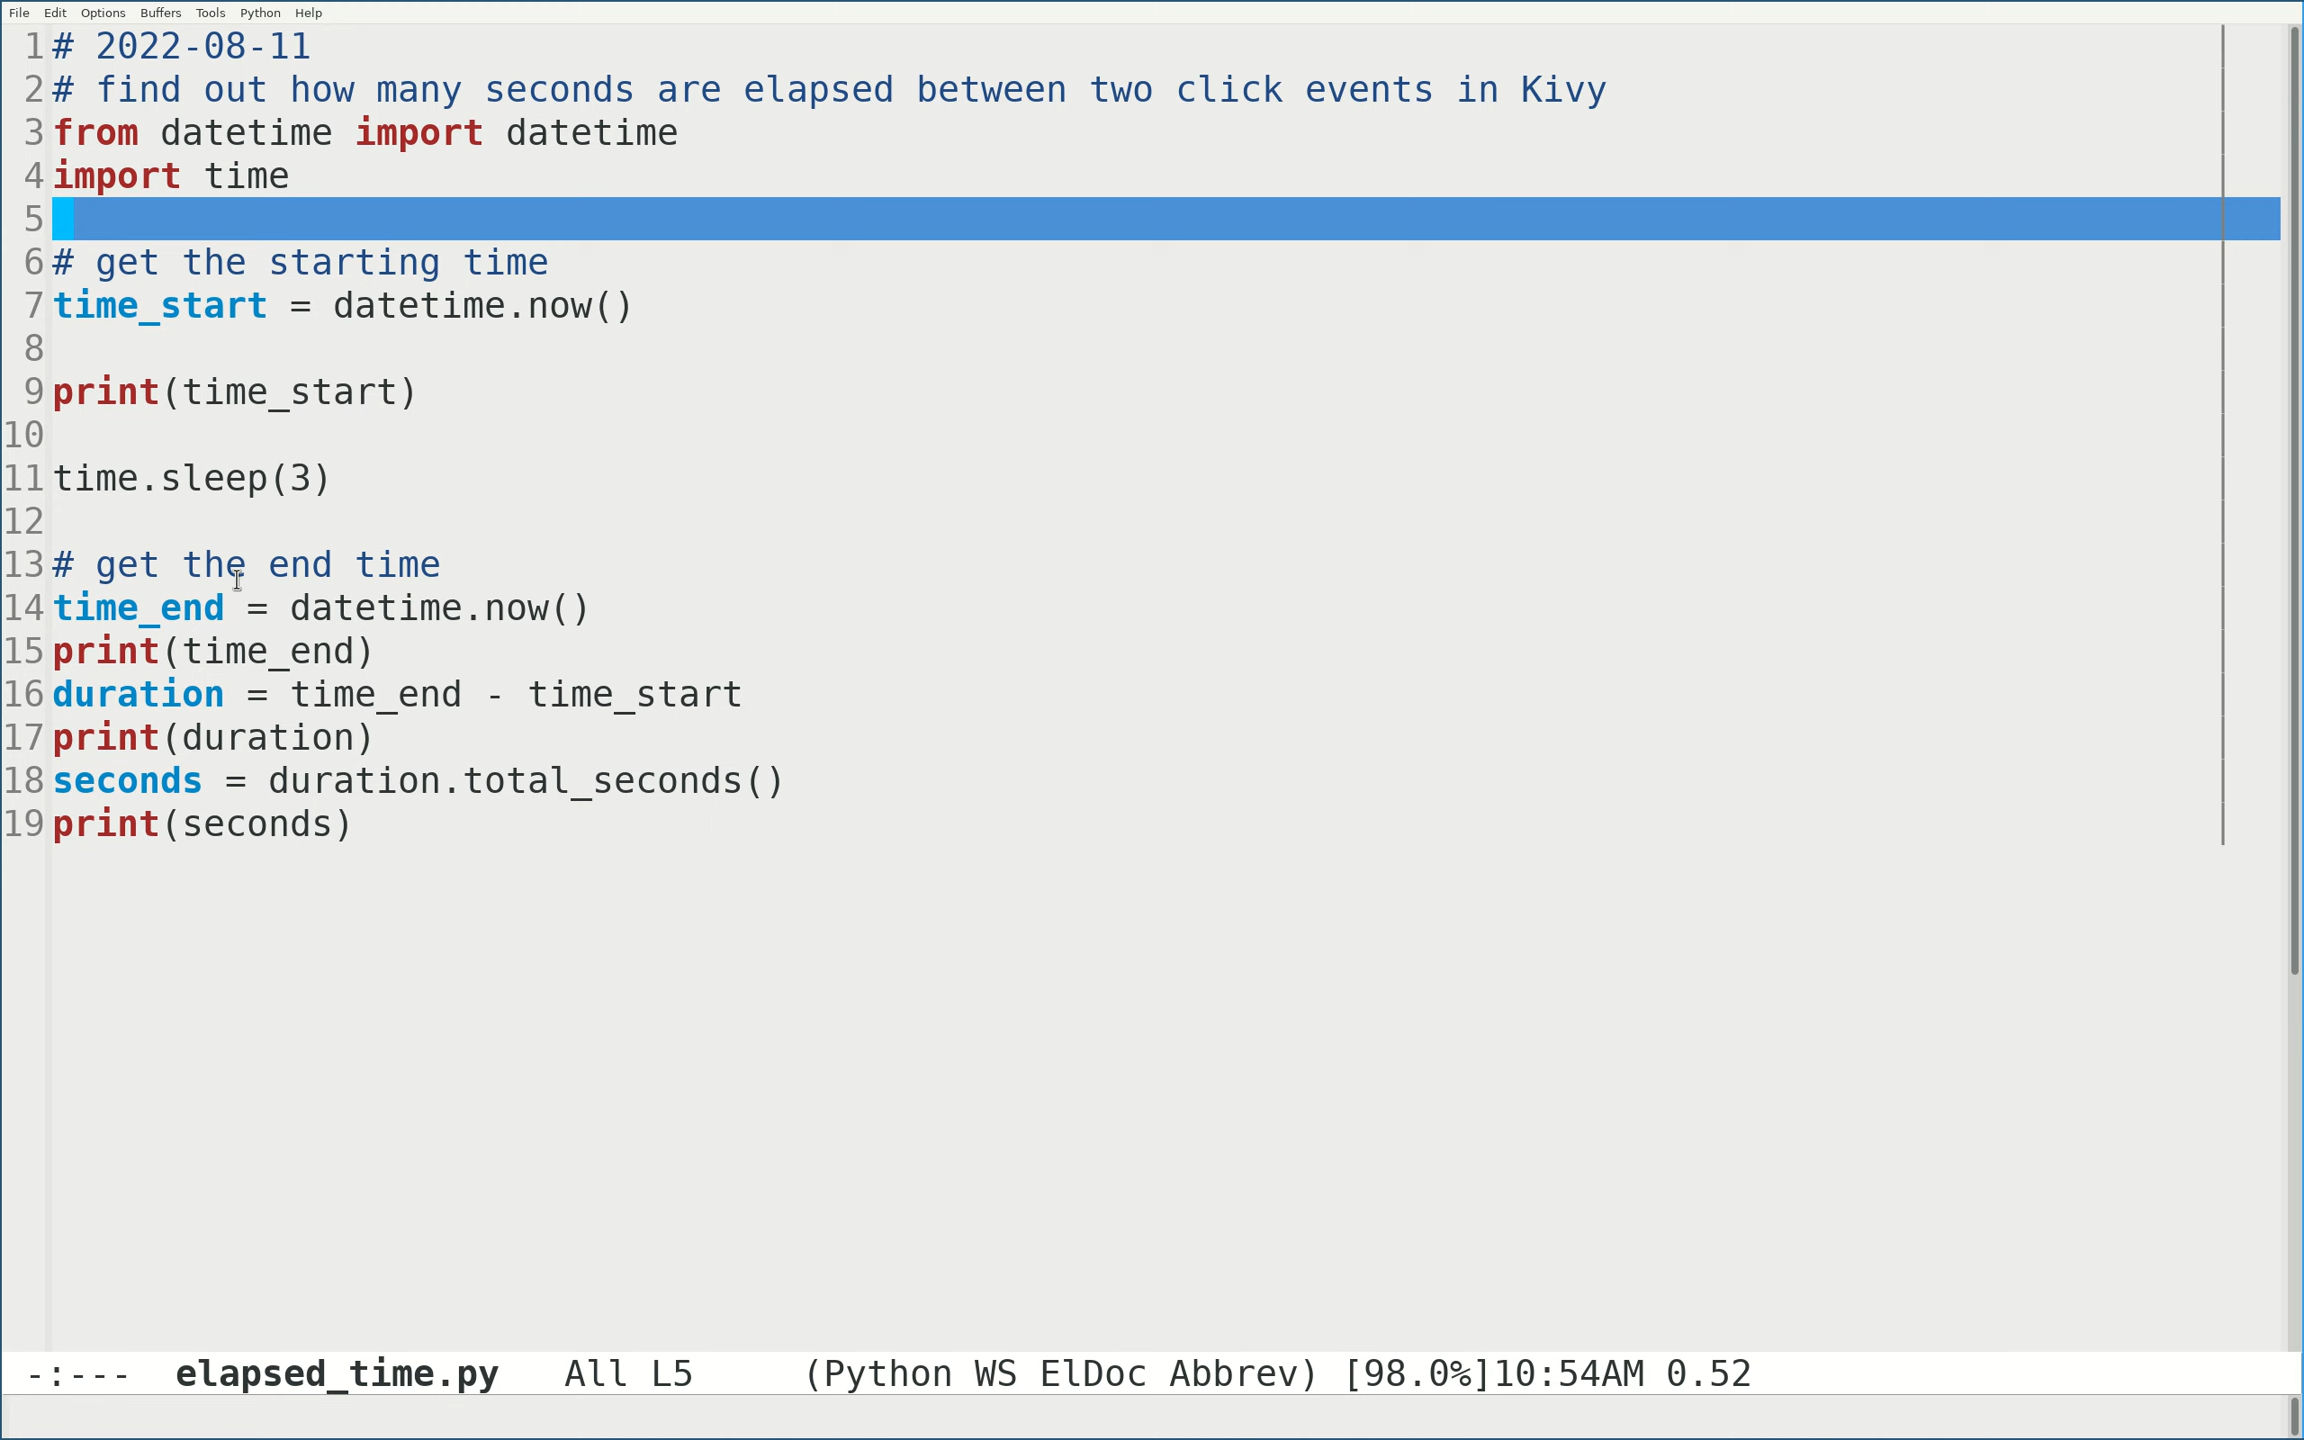 File Edit Options Buffers Tools Python Help
1 # 2022-08-11
2 # find out how many seconds are elapsed between two click events in Kivy
3 from datetime import datetime
4 import time
5
6 # get the starting time
7 time_start = datetime.now()
8
9 print(time_start)
10
11 time.sleep(3)
12
13 # get the end time
14 time_end = datetime.now()
15 print(time_end)
16 duration = time_end - time_start
17 print(duration)
18 seconds = duration.total_seconds()
19 print(seconds)
-:--- elapsed_time.py All L5 (Python WS ElDoc Abbrev) [98.0%]10:54AM 0.52